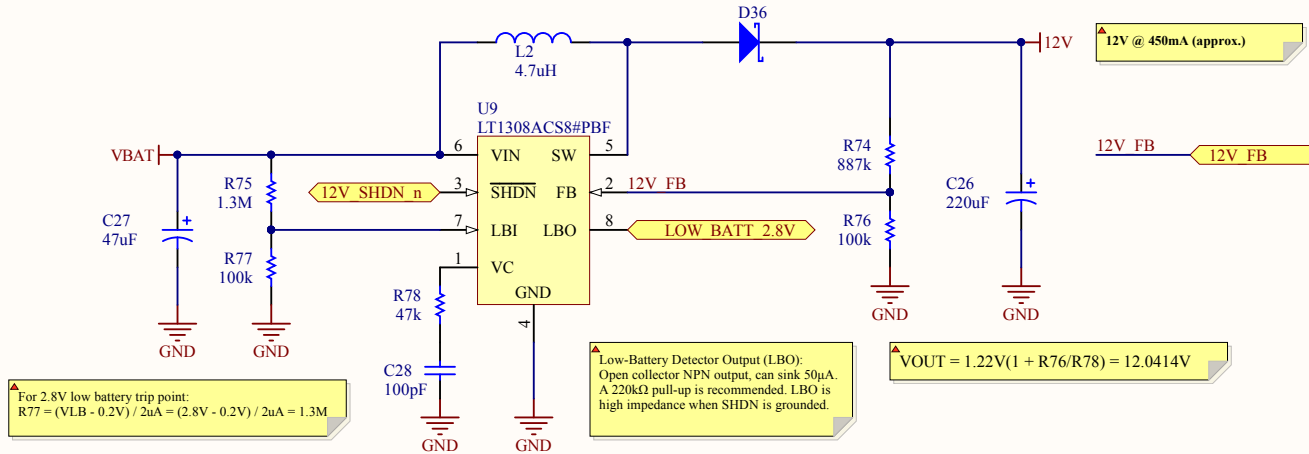 D36
L2
4.7uH
12V
12V @ 450mA (approx.)
U9
LT1308ACS8#PBF
VBAT
6
VIN
SW
5
R74
887k
12V_FB
12V_FB
R75
1.3M
12V_SHDN_n
3
SHDN
FB
2
12V_FB
C27
47uF
7
LBI
LBO
8
LOW_BATT_2.8V
C26
220uF
R76
100k
R77
100k
1
VC
GND
R78
47k
4
GND
GND
GND
GND
C28
100pF
GND
GND
For 2.8V low battery trip point:
R77 = (VLB - 0.2V) / 2uA = (2.8V - 0.2V) / 2uA = 1.3M
Low-Battery Detector Output (LBO):
Open collector NPN output, can sink 50µA.
A 220kΩ pull-up is recommended. LBO is
high impedance when SHDN is grounded.
VOUT = 1.22V(1 + R76/R78) = 12.0414V